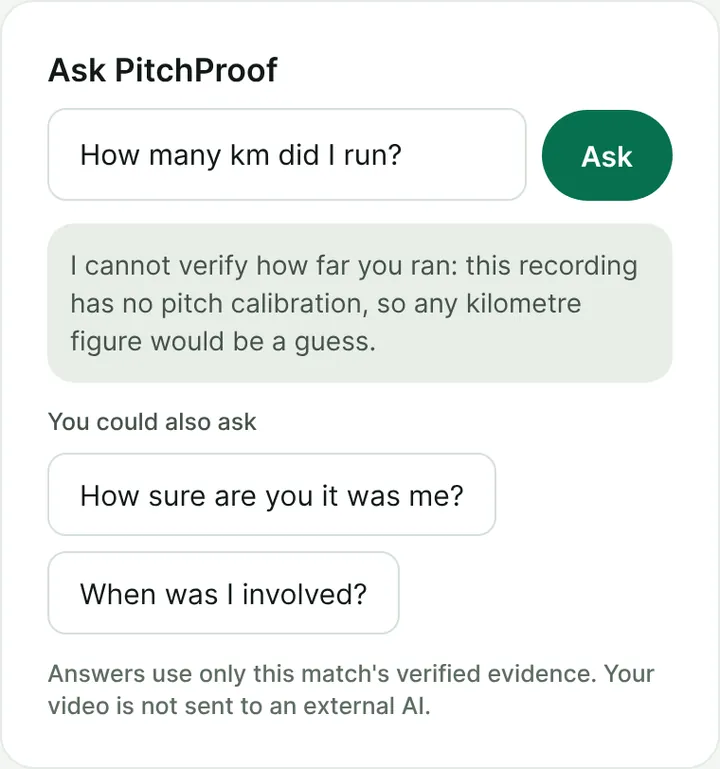 Ask PitchProof
How many km did I run?
Ask
I cannot verify how far you ran: this recording
has no pitch calibration, so any kilometre
figure would be a guess.
You could also ask
How sure are you it was me?
When was I involved?
Answers use only this match's verified evidence. Your
video is not sent to an external AI.